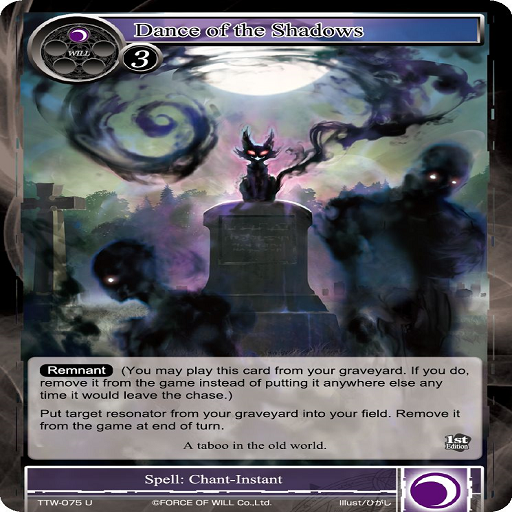 Dance of the Shadows
WILL
3
Remnant (You may play this card from your graveyard. If you do,
remove it from the game instead of putting it anywhere else any
time it would leave the chase.)
Put target resonator from your graveyard into your field. Remove it
from the game at end of turn.
1st
Edition
A taboo in the old world.
Spell: Chant-Instant
TTW-075 U
©FORCE OF WILL Co.,Ltd.
Illust/ひがし